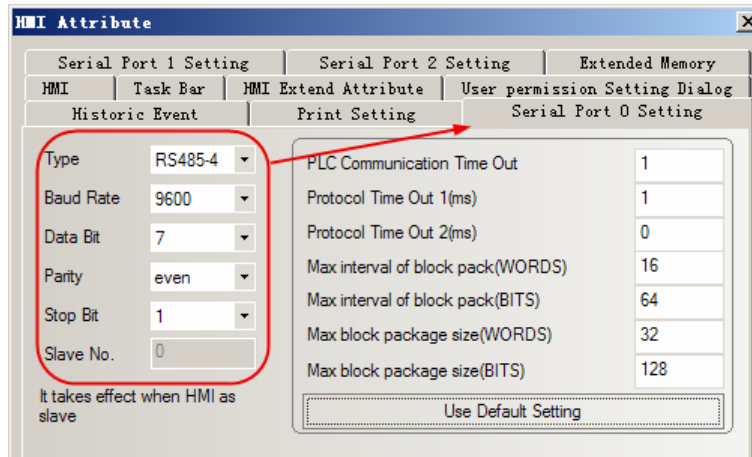 HMI Attribute
Serial Port 1 Setting Serial Port 2 Setting Extended Memory
HMI Task Bar HMI Extend Attribute User permission Setting Dialog
Historic Event Print Setting Serial Port 0 Setting
Type RS485-4
Baud Rate 9600
Data Bit 7
Parity even
Stop Bit 1
Slave No. 0
It takes effect when HMI as
slave
PLC Communication Time Out 1
Protocol Time Out 1(ms) 1
Protocol Time Out 2(ms) 0
Max interval of block pack(WORDS) 16
Max interval of block pack(BITS) 64
Max block package size(WORDS) 32
Max block package size(BITS) 128
Use Default Setting